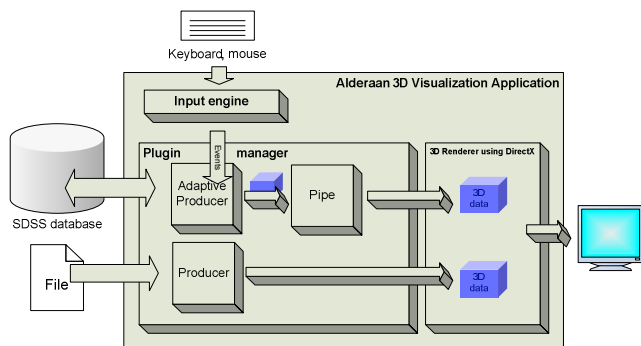 Keyboard, mouse
Alderaan 3D Visualization Application
Input engine
Events
Plugin manager
3D Renderer using DirectX
SDSS database
Adaptive
Producer
Pipe
3D
data
File
Producer
3D
data